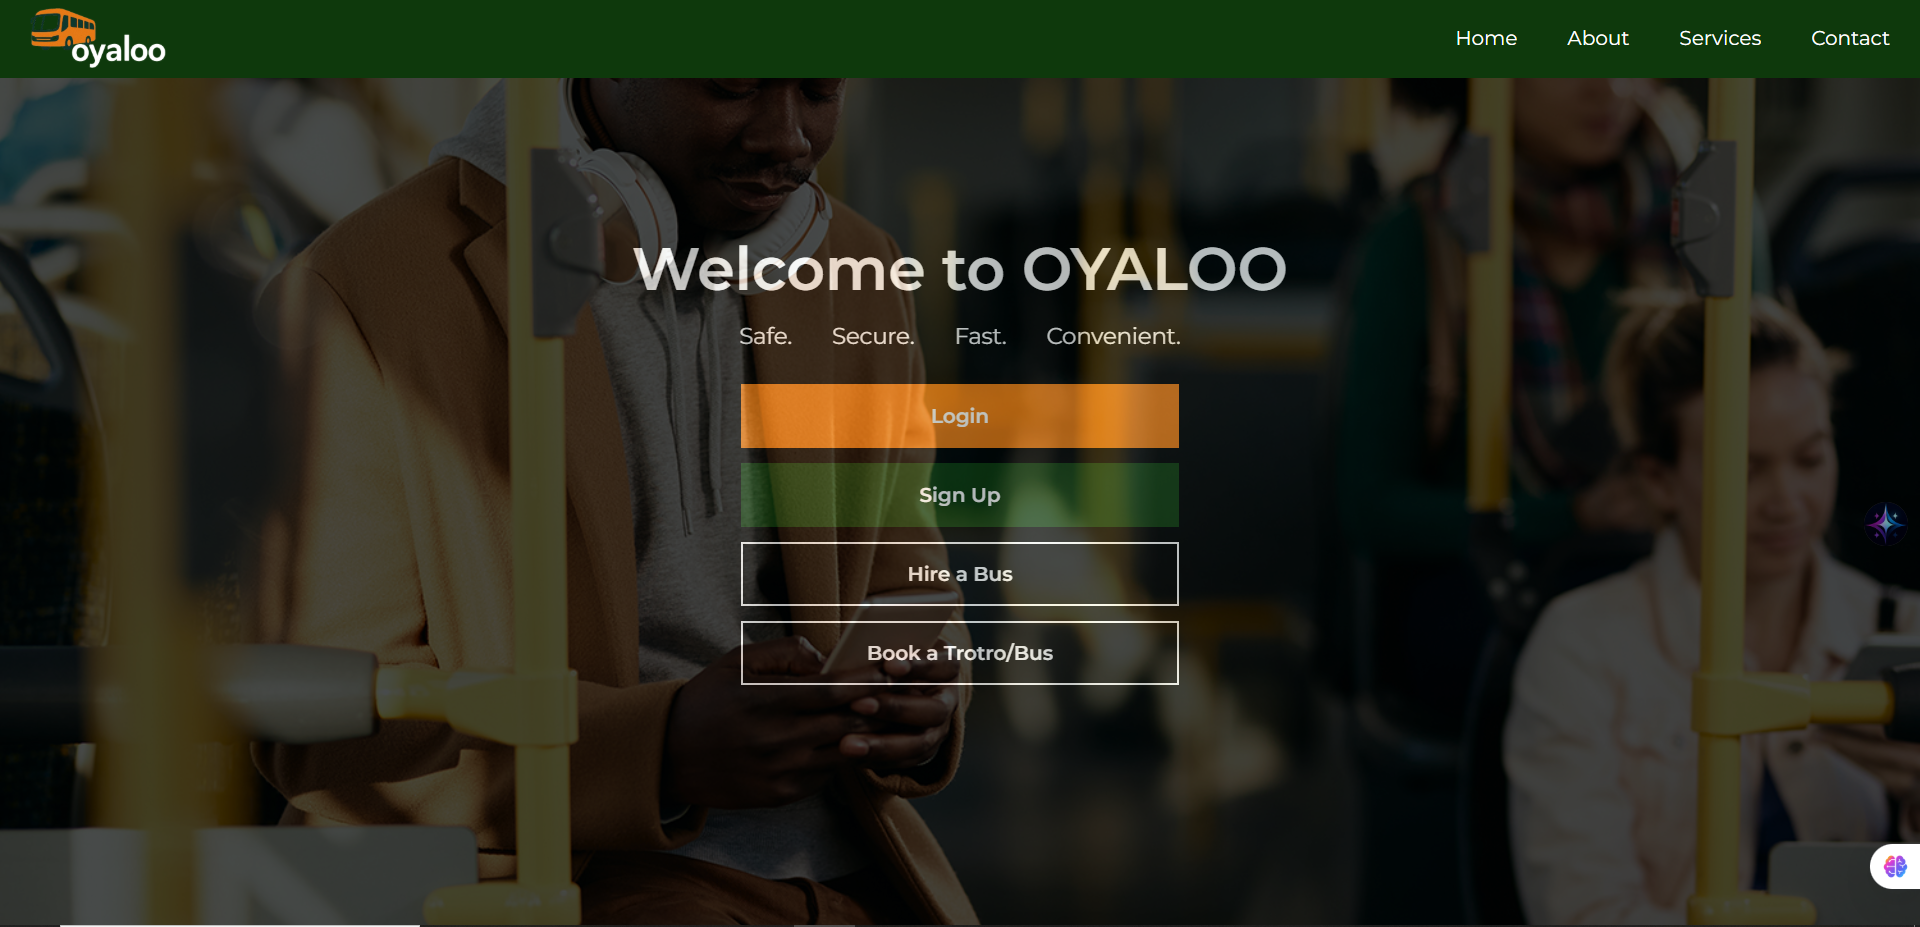 oyaloo
Home About Services Contact
Welcome to OYALOO
Safe. Secure. Fast. Convenient.
Login
Sign Up
Hire a Bus
Book a Trotro/Bus